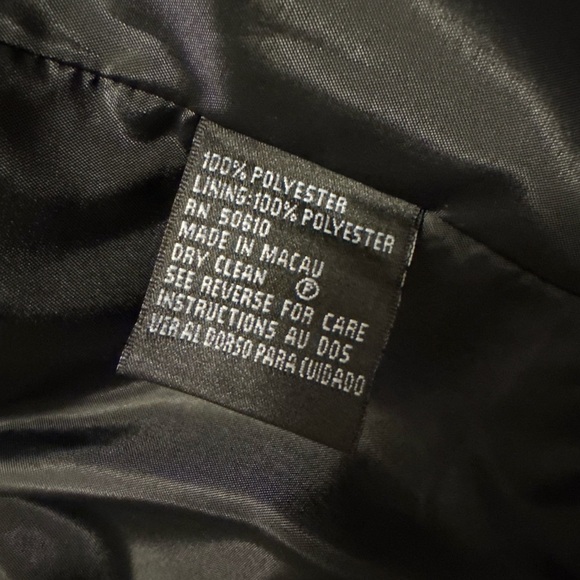 100% POLYESTER
LINING:100% POLYESTER
RN 50610
MADE IN MACAU
DRY CLEAN Ⓟ
SEE REVERSE FOR CARE
INSTRUCTIONS AU DOS
VER AL DORSO PARA CUIDADO